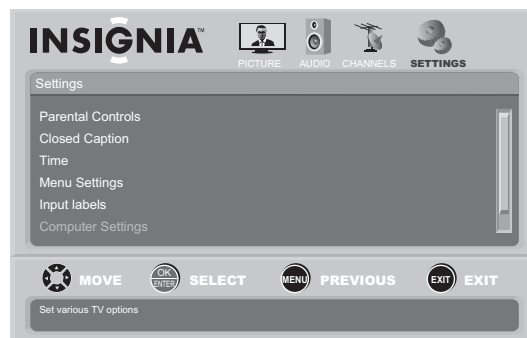 INSIGNIA™
PICTURE AUDIO CHANNELS SETTINGS
Settings
Parental Controls
Closed Caption
Time
Menu Settings
Input labels
Computer Settings
MOVE OK ENTER SELECT MENU PREVIOUS EXIT EXIT
Set various TV options